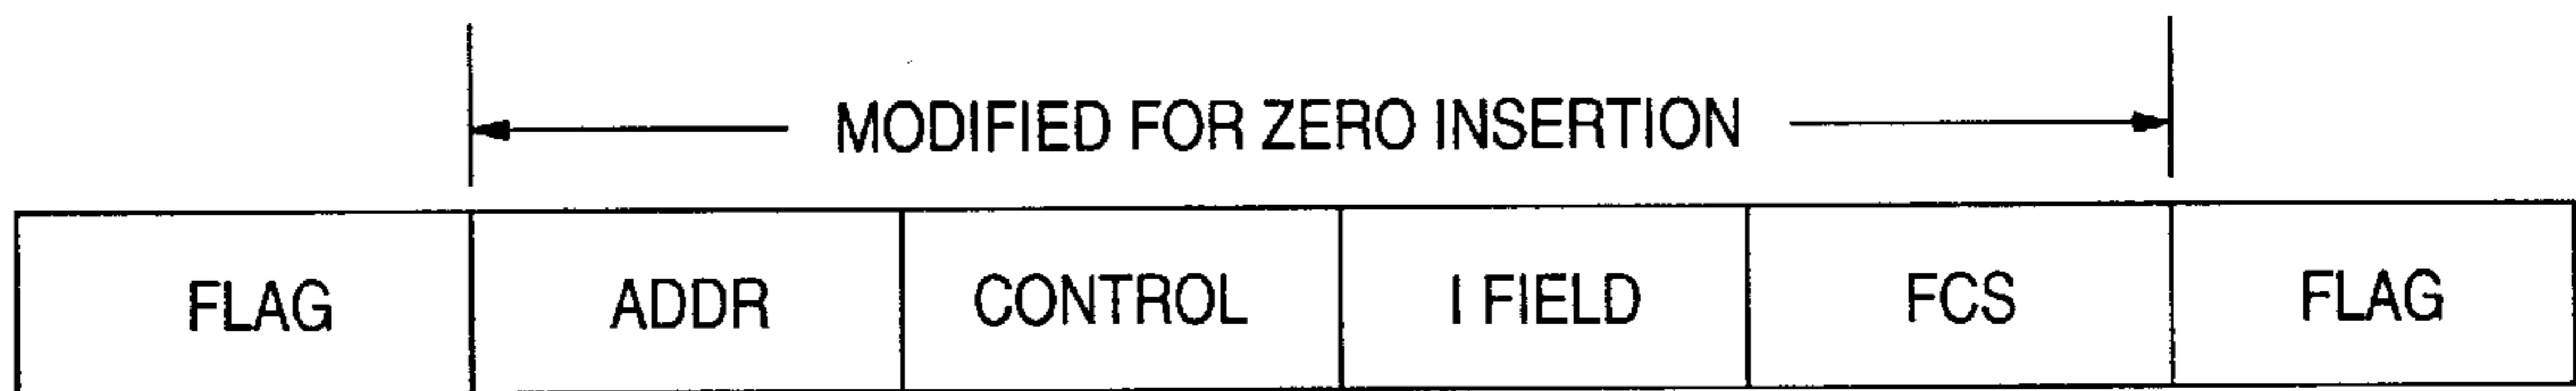 MODIFIED FOR ZERO INSERTION
FLAG ADDR CONTROL I FIELD FCS FLAG